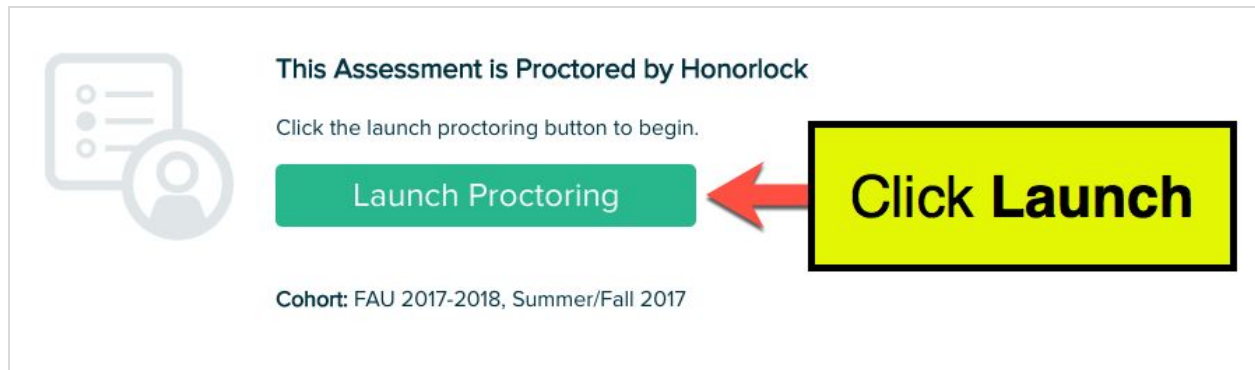 This Assessment is Proctored by Honorlock
Click the launch proctoring button to begin.
Launch Proctoring
Click Launch
Cohort: FAU 2017-2018, Summer/Fall 2017